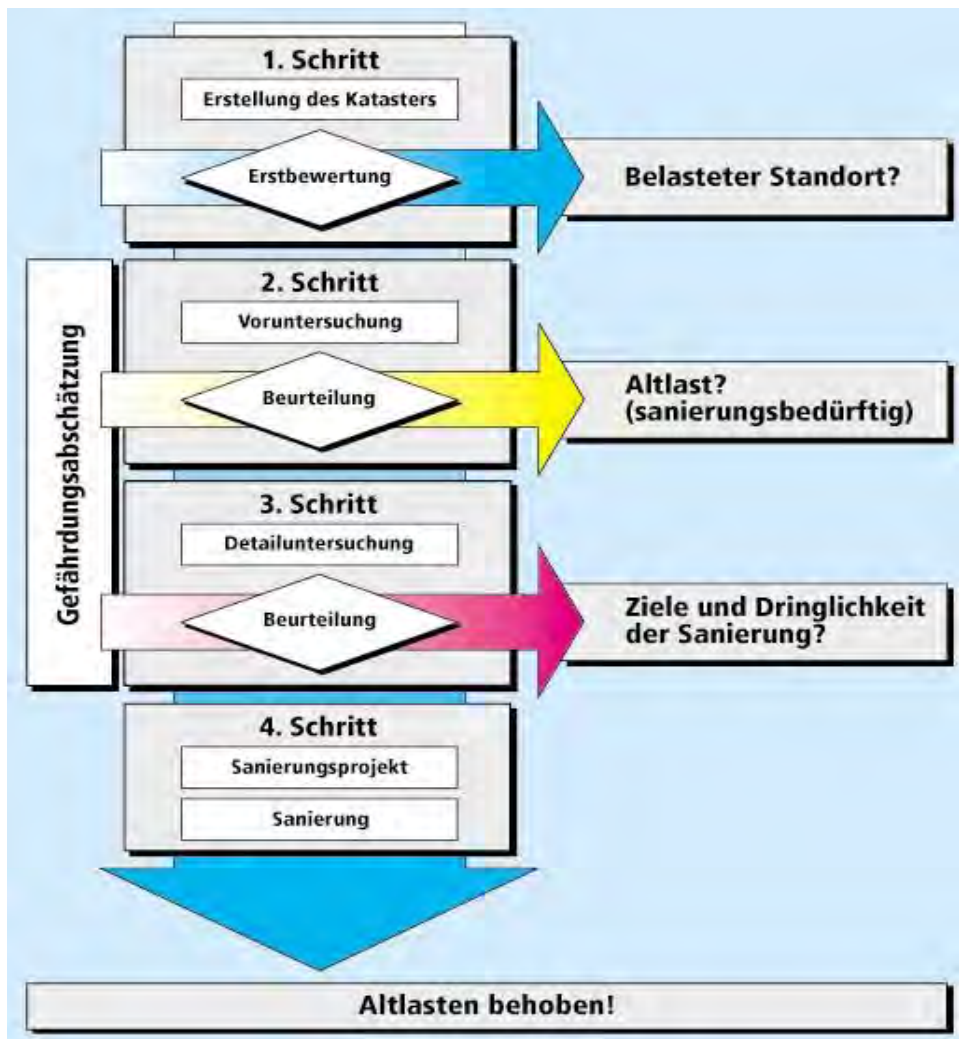 1. Schritt
Erstellung des Katasters
Erstbewertung
Belasteter Standort?
Gefährdungsabschätzung
2. Schritt
Voruntersuchung
Beurteilung
Altlast?
(sanierungsbedürftig)
3. Schritt
Detailuntersuchung
Beurteilung
Ziele und Dringlichkeit
der Sanierung?
4. Schritt
Sanierungsprojekt
Sanierung
Altlasten behoben!